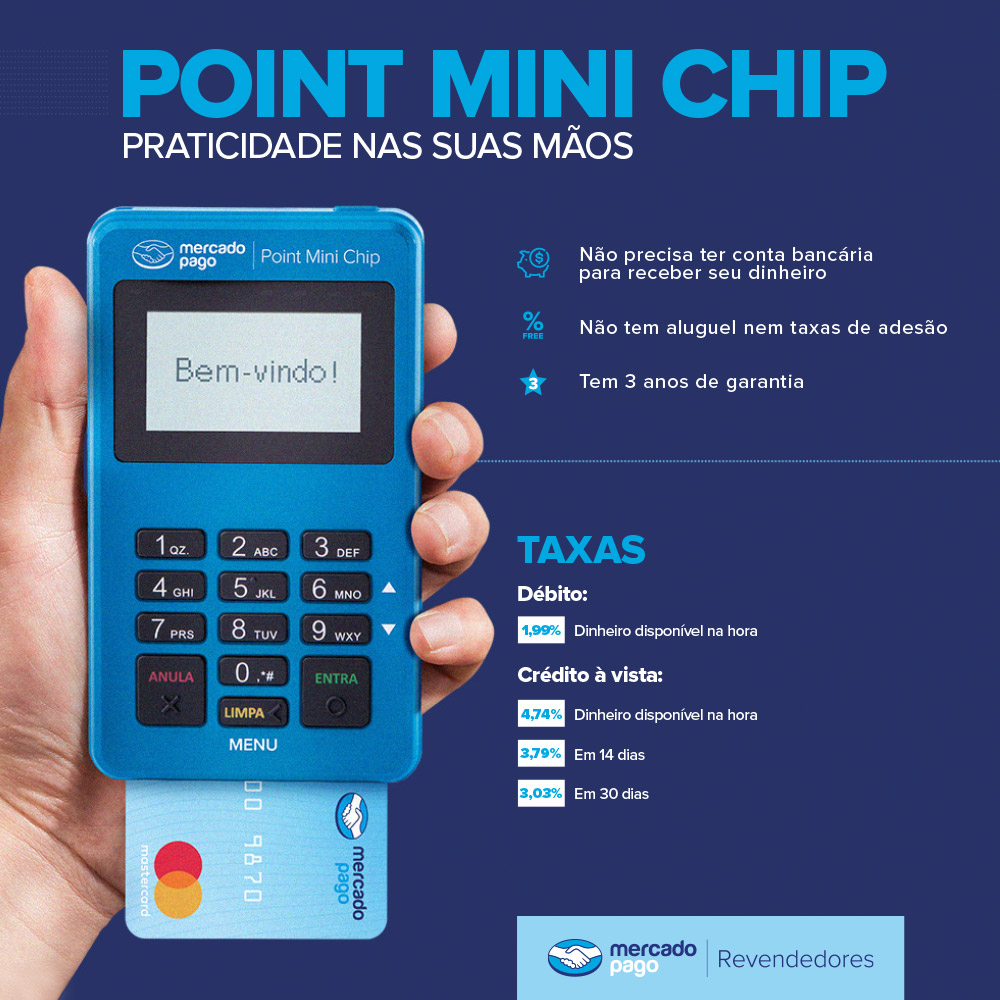 POINT MINI CHIP
PRATICIDADE NAS SUAS MÃOS
mercado
pago
Point Mini Chip
Bem-vindo!
1 QZ.
2 ABC
3 DEF
4 GHI
5 JKL
6 MNO
7 PRS
8 TUV
9 WXY
ANULA
0 .*#
ENTRA
LIMPA
MENU
00 9870
mastercard
mercado
pago
Não precisa ter conta bancária
para receber seu dinheiro
%
FREE
Não tem aluguel nem taxas de adesão
3
Tem 3 anos de garantia
TAXAS
Débito:
1,99% Dinheiro disponível na hora
Crédito à vista:
4,74% Dinheiro disponível na hora
3,79% Em 14 dias
3,03% Em 30 dias
mercado
pago
Revendedores